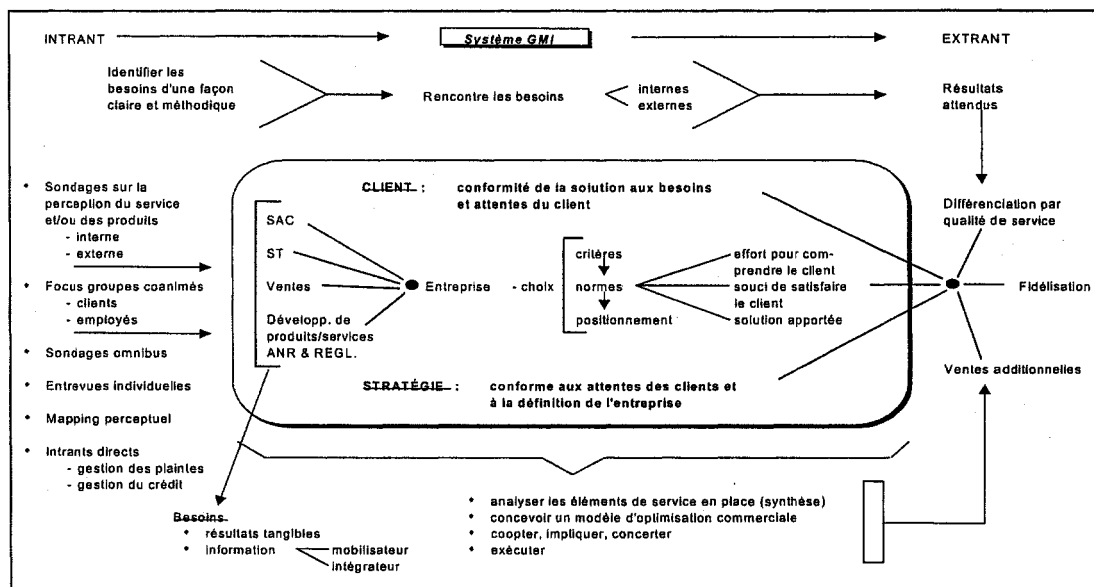 INTRANT
Système GMI
EXTRANT
Identifier les
besoins d'une façon
claire et méthodique
Rencontre les besoins
internes
externes
Résultats
attendus
* Sondages sur la
perception du service
et/ou des produits
- interne
- externe
* Focus groupes coanimés
- clients
- employés
* Sondages omnibus
* Entrevues individuelles
* Mapping perceptuel
* Intrants directs
- gestion des plaintes
- gestion du crédit
CLIENT : conformité de la solution aux besoins
et attentes du client
SAC
ST
Ventes
Développ. de
produits/services
ANR & REGL.
Entreprise - choix
critères
normes
positionnement
effort pour com-
prendre le client
souci de satisfaire
le client
solution apportée
STRATÉGIE : conforme aux attentes des clients et
à la définition de l'entreprise
Différenciation par
qualité de service
Fidélisation
Ventes additionnelles
Besoins
* résultats tangibles
* information
mobilisateur
intégrateur
* analyser les éléments de service en place (synthèse)
* concevoir un modèle d'optimisation commerciale
* coopter, impliquer, concerter
* exécuter